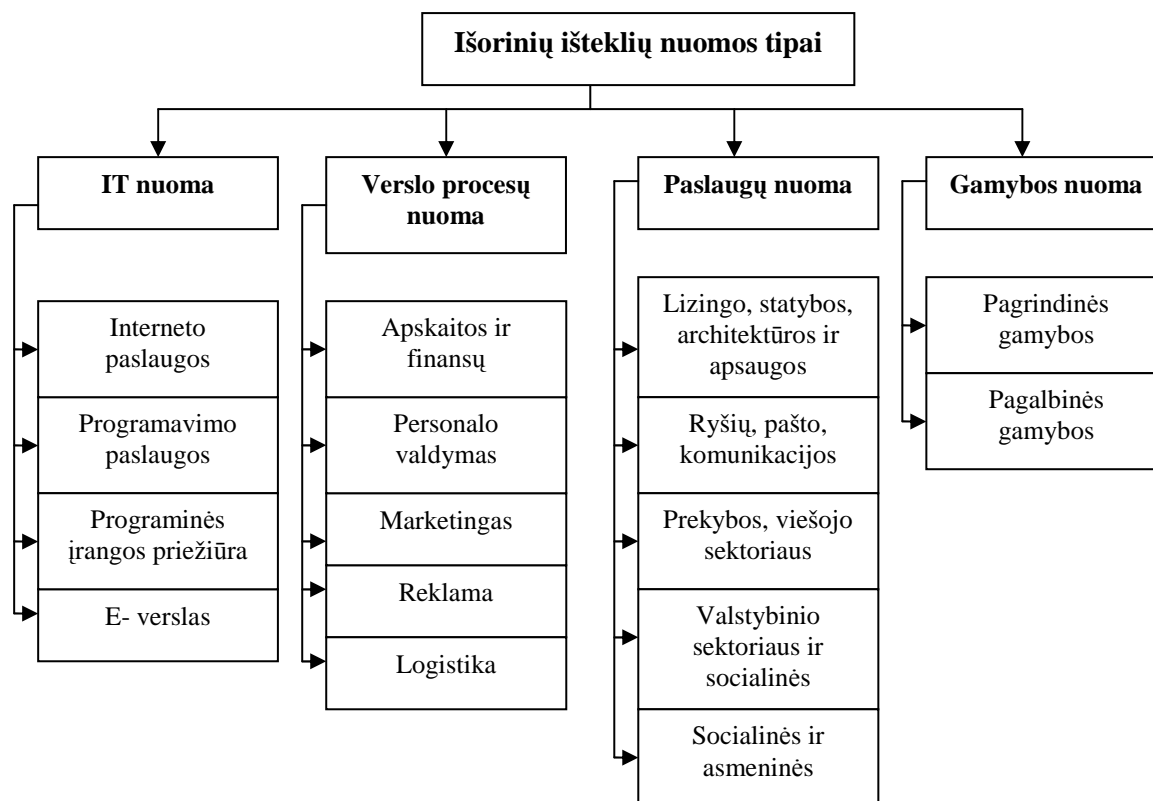 Išorinių išteklių nuomos tipai
IT nuoma
Verslo procesų
nuoma
Paslaugų nuoma
Gamybos nuoma
Interneto
paslaugos
Programavimo
paslaugos
Programinės
įrangos priežiūra
E- verslas
Apskaitos ir
finansų
Personalo
valdymas
Marketingas
Reklama
Logistika
Lizingo, statybos,
architektūros ir
apsaugos
Ryšių, pašto,
komunikacijos
Prekybos, viešojo
sektoriaus
Valstybinio
sektoriaus ir
socialinės
Socialinės ir
asmeninės
Pagrindinės
gamybos
Pagalbinės
gamybos